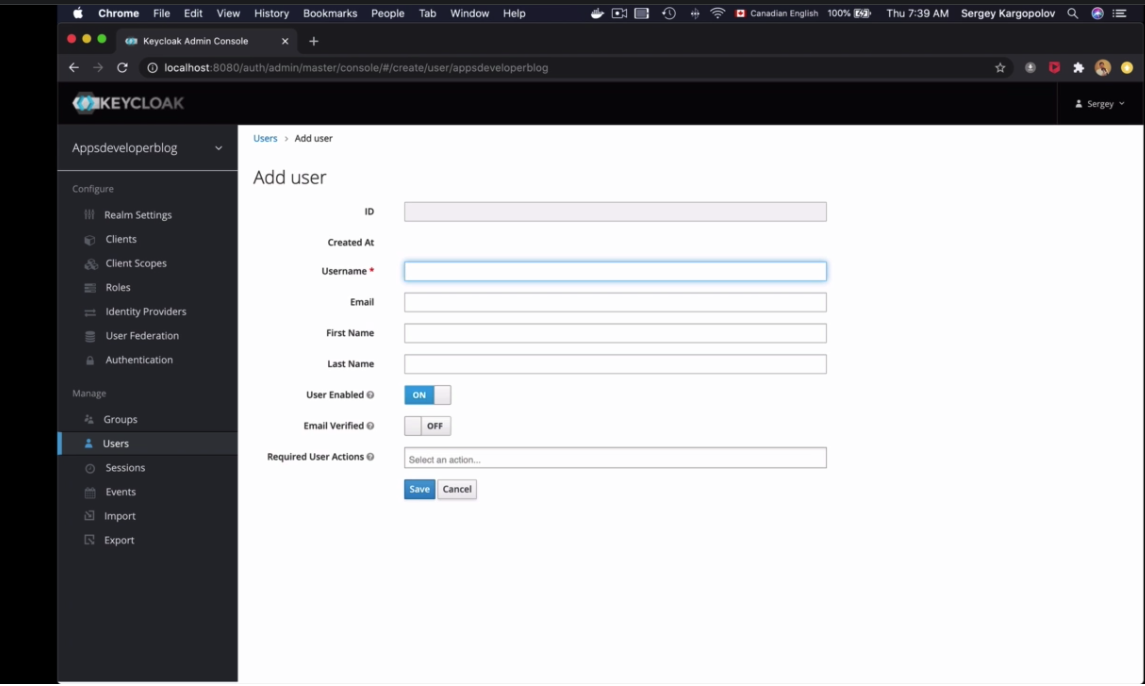 Chrome File Edit View History Bookmarks People Tab Window Help Canadian English 100% Thu 7:39 AM Sergey Kargopolov
Keycloak Admin Console
localhost:8080/auth/admin/master/console/#/create/user/appsdeveloperblog
KEYCLOAK
Sergey
Appsdeveloperblog
Configure
Realm Settings
Clients
Client Scopes
Roles
Identity Providers
User Federation
Authentication
Manage
Groups
Users
Sessions
Events
Import
Export
Users > Add user
Add user
ID
Created At
Username *
Email
First Name
Last Name
User Enabled ON
Email Verified OFF
Required User Actions Select an action...
Save Cancel